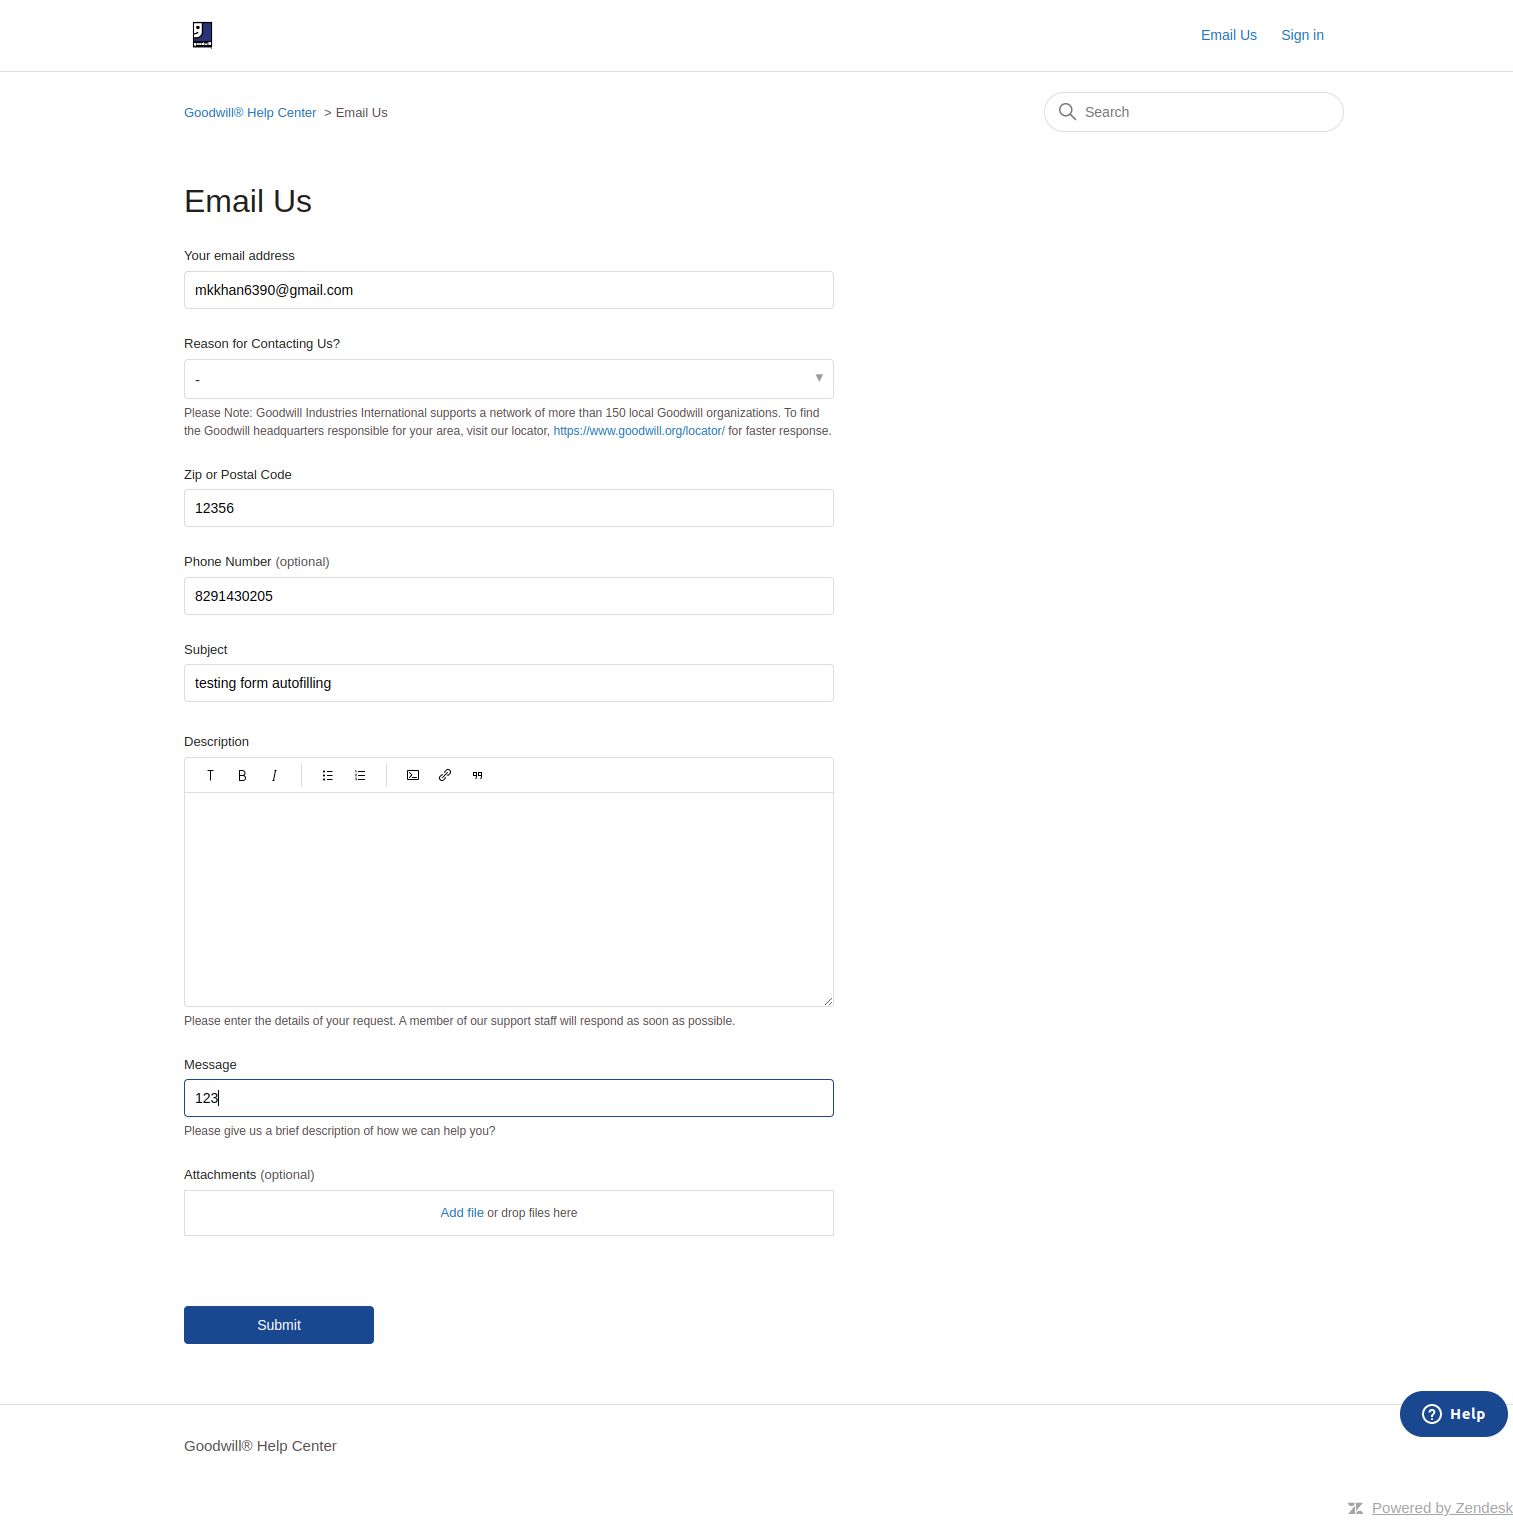 Email Us
Sign in
Goodwill® Help Center > Email Us
Search
Email Us
Your email address
mkkhan6390@gmail.com
Reason for Contacting Us?
-
Please Note: Goodwill Industries International supports a network of more than 150 local Goodwill organizations. To find
the Goodwill headquarters responsible for your area, visit our locator, https://www.goodwill.org/locator/ for faster response.
Zip or Postal Code
12356
Phone Number (optional)
8291430205
Subject
testing form autofilling
Description
Please enter the details of your request. A member of our support staff will respond as soon as possible.
Message
123
Please give us a brief description of how we can help you?
Attachments (optional)
Add file or drop files here
Submit
Help
Goodwill® Help Center
Powered by Zendesk